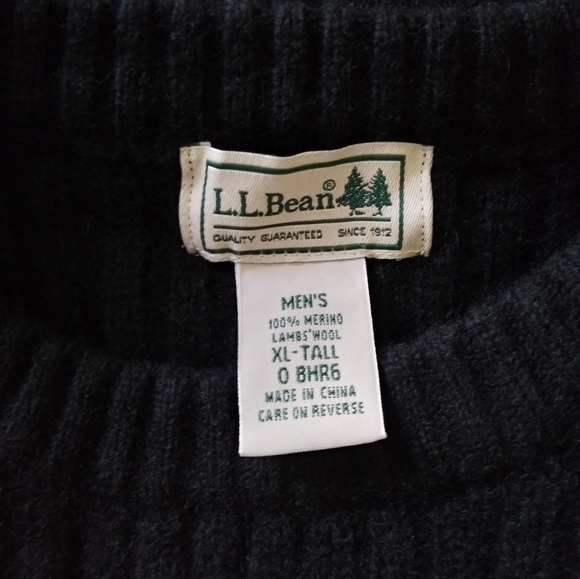 L.L.Bean®
QUALITY GUARANTEED SINCE 1912
MEN'S
100% MERINO
LAMBS' WOOL
XL-TALL
0 BHR6
MADE IN CHINA
CARE ON REVERSE